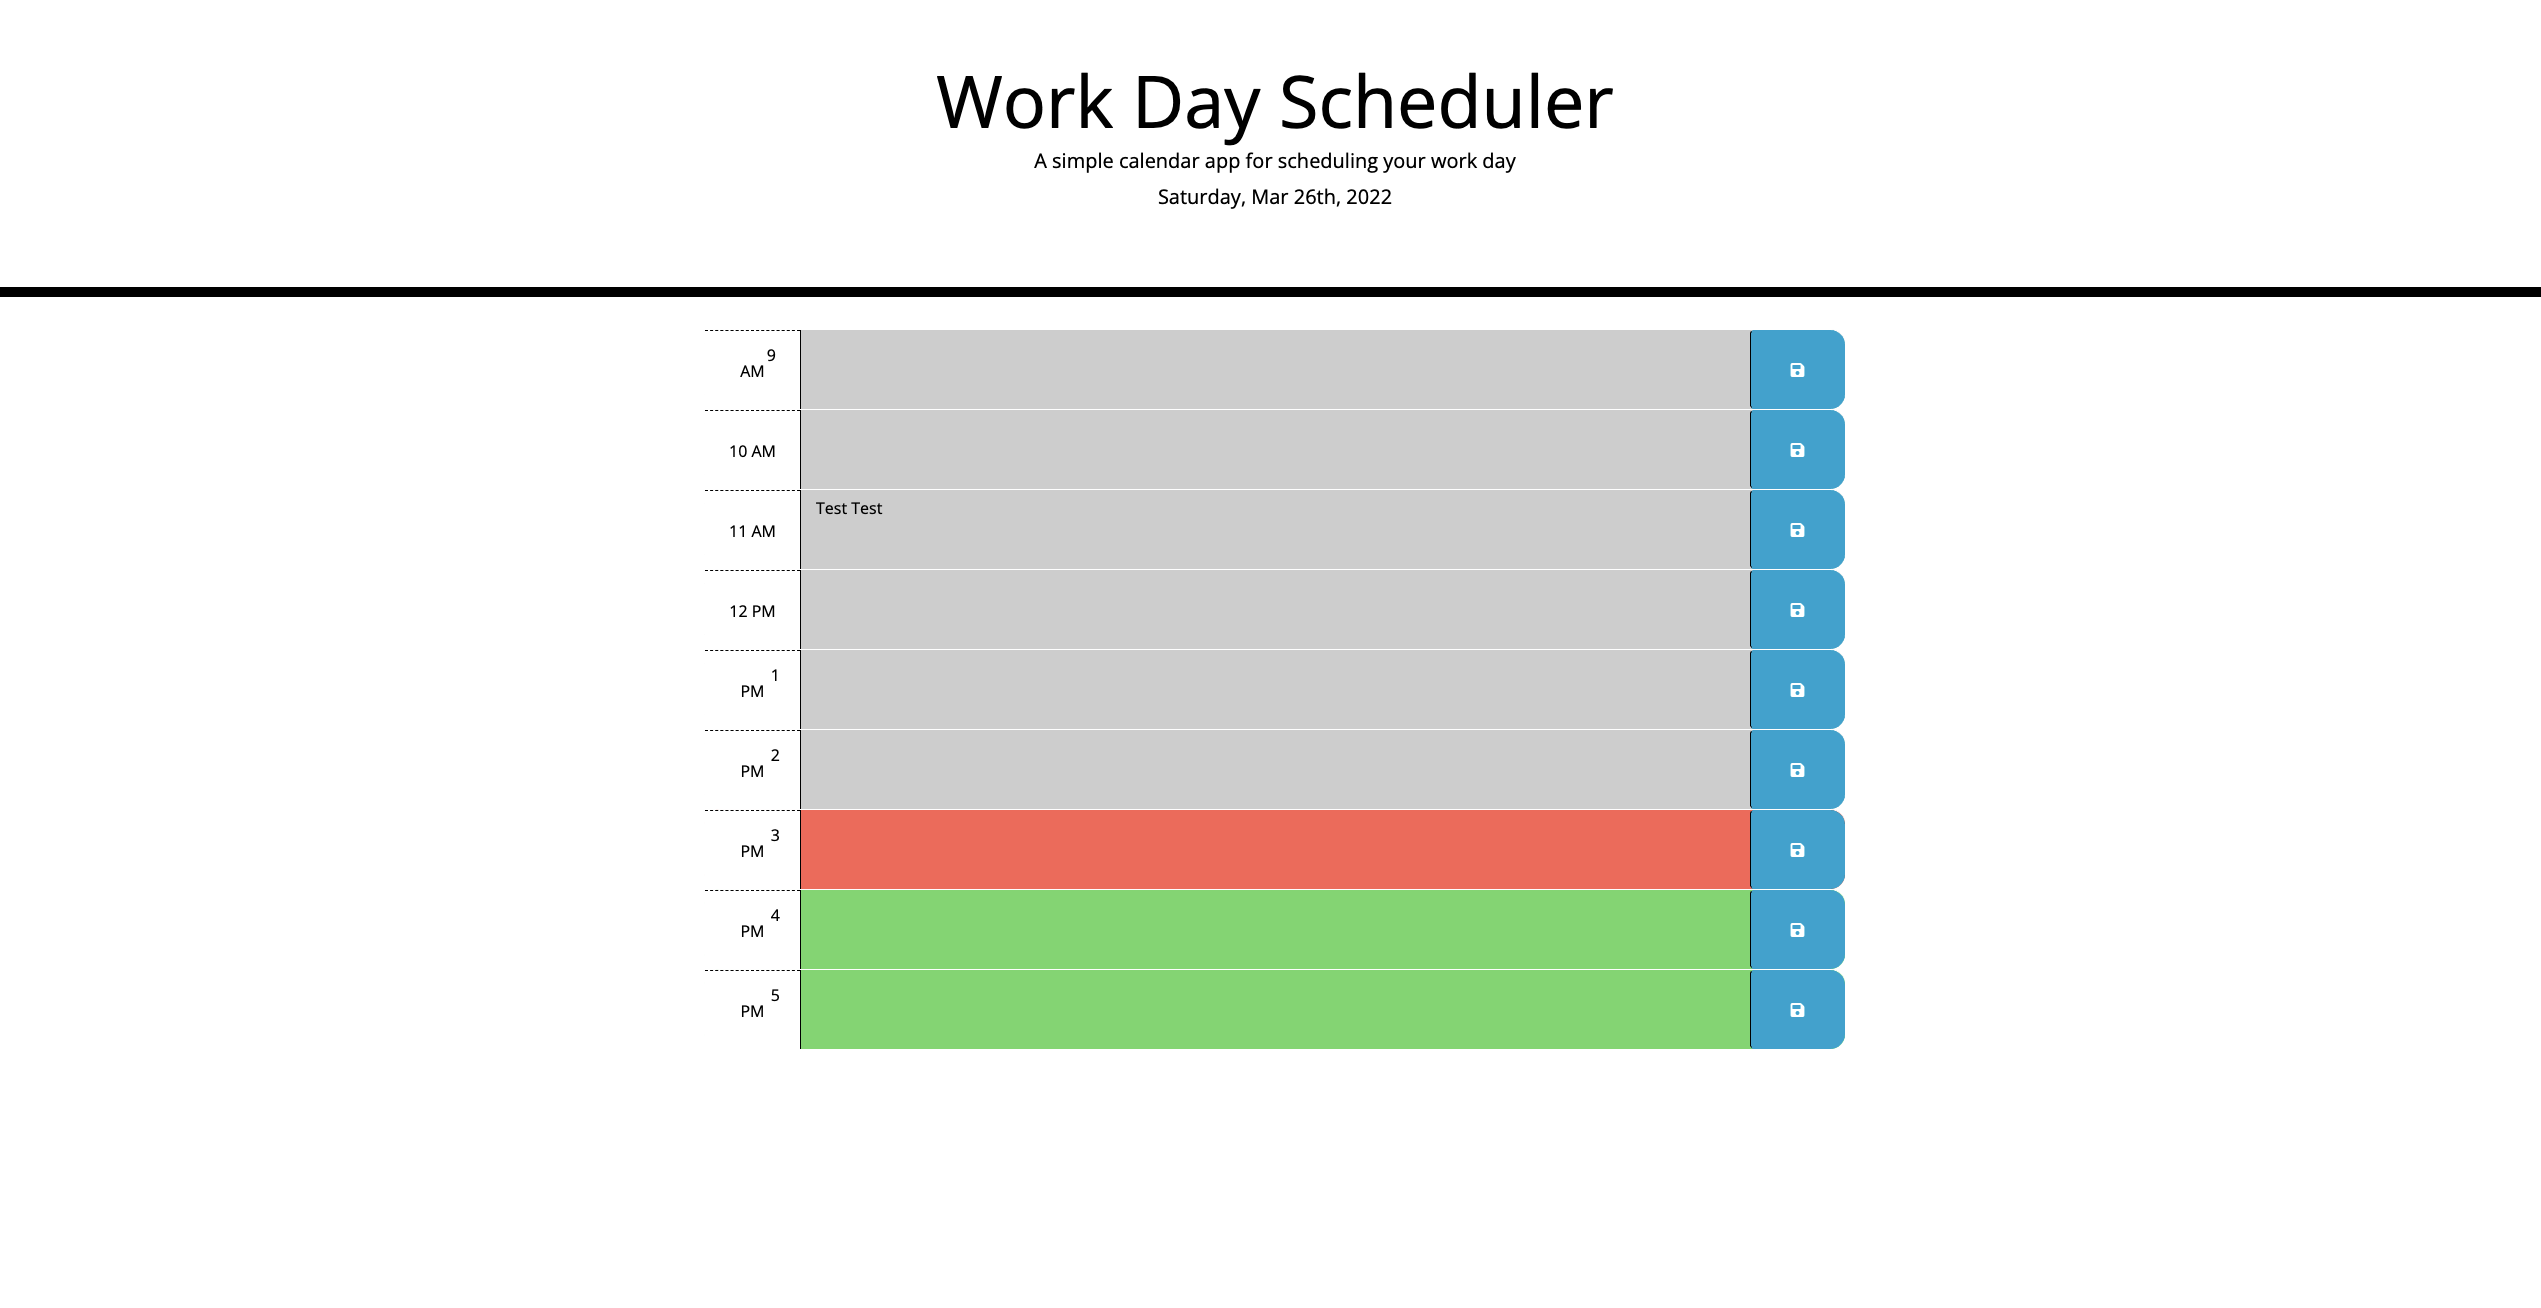 Work Day Scheduler
A simple calendar app for scheduling your work day
Saturday, Mar 26th, 2022
9
AM
10 AM
11 AM
Test Test
12 PM
1
PM
2
PM
3
PM
4
PM
5
PM